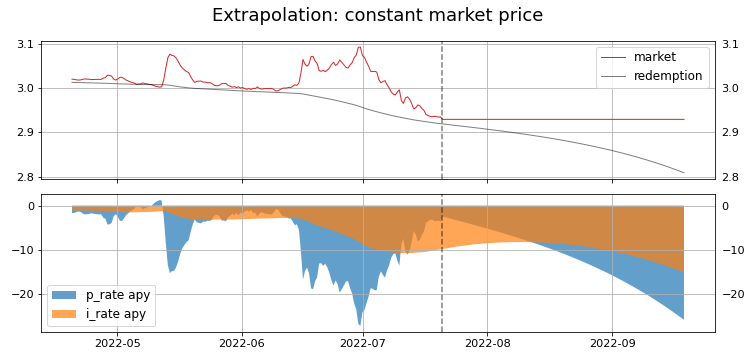 Extrapolation: constant market price
3.1 3.1
3.0 3.0
2.9 2.9
2.8 2.8
market
redemption
0 0
−10 −10
−20 −20
p_rate apy
i_rate apy
2022-05 2022-06 2022-07 2022-08 2022-09